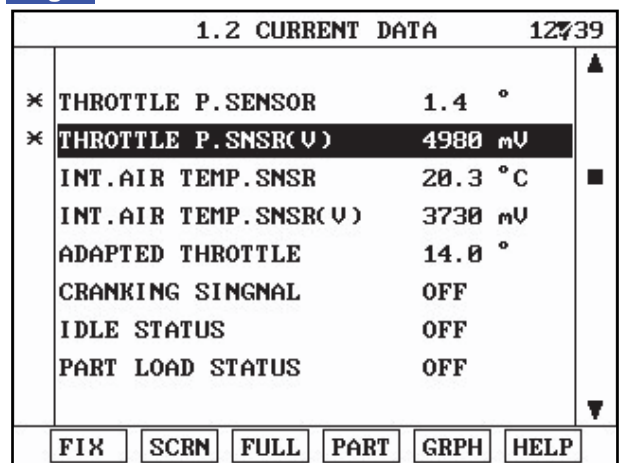 1.2 CURRENT DATA 12▼39
* THROTTLE P.SENSOR 1.4 °
* THROTTLE P.SNSR(V) 4980 mV
INT.AIR TEMP.SNSR 20.3 °C
INT.AIR TEMP.SNSR(V) 3730 mV
ADAPTED THROTTLE 14.0 °
CRANKING SINGNAL OFF
IDLE STATUS OFF
PART LOAD STATUS OFF
FIX SCRN FULL PART GRPH HELP